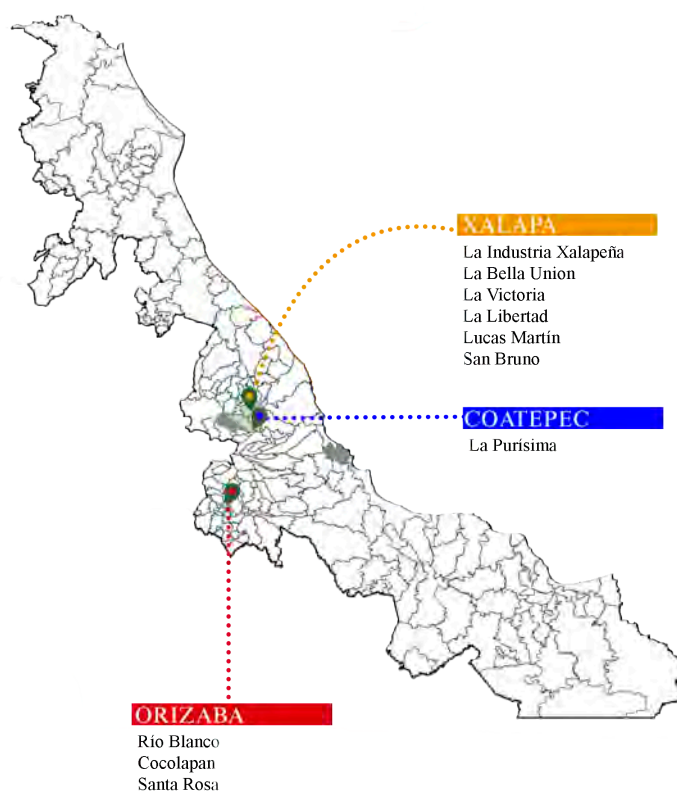 XALAPA
La Industria Xalapeña
La Bella Union
La Victoria
La Libertad
Lucas Martín
San Bruno
COATEPEC
La Purísima
ORIZABA
Río Blanco
Cocolapan
Santa Rosa